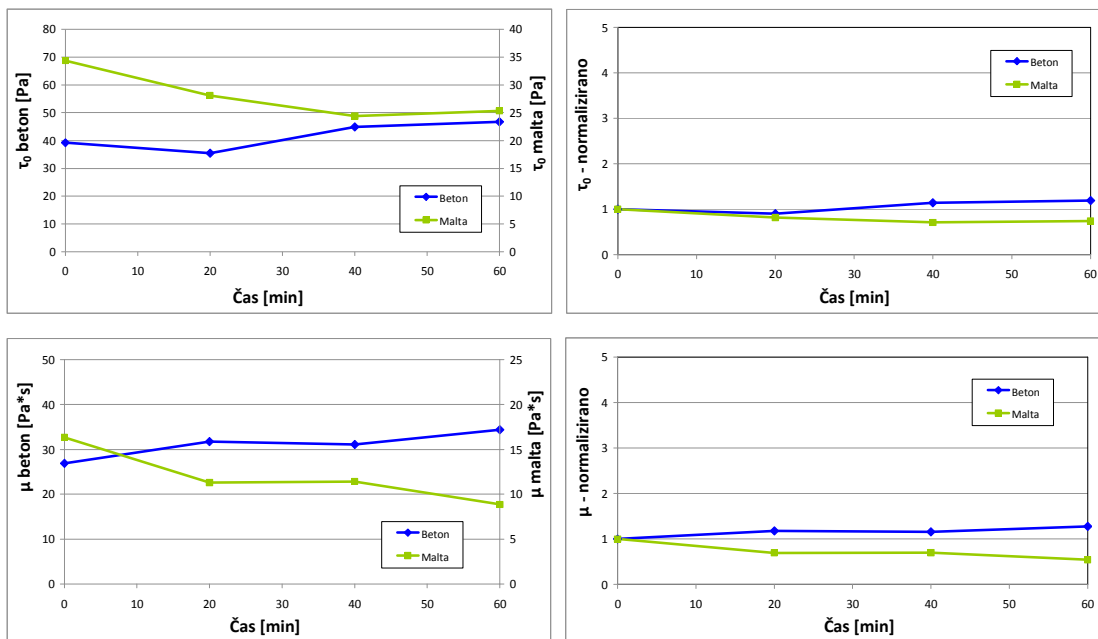 τ₀ beton [Pa]
80
70
60
50
40
30
20
10
0
40
35
30
25
20
15
10
5
0
τ₀ malta [Pa]
Beton
Malta
0 10 20 30 40 50 60
Čas [min]
τ₀ - normalizirano
5
4
3
2
1
0
Beton
Malta
0 10 20 30 40 50 60
Čas [min]
μ beton [Pa*s]
50
40
30
20
10
0
25
20
15
10
5
0
μ malta [Pa*s]
Beton
Malta
0 10 20 30 40 50 60
Čas [min]
μ - normalizirano
5
4
3
2
1
0
Beton
Malta
0 10 20 30 40 50 60
Čas [min]